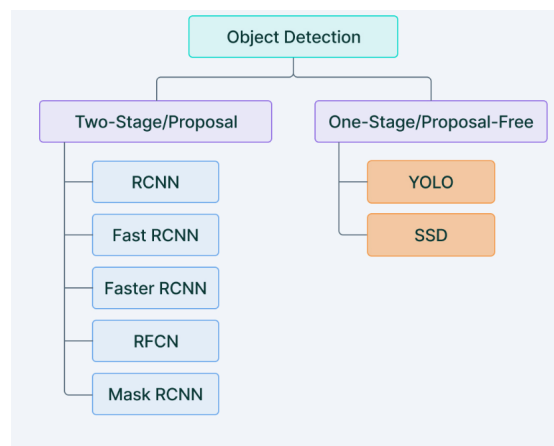 Object Detection
Two-Stage/Proposal
One-Stage/Proposal-Free
RCNN
Fast RCNN
Faster RCNN
RFCN
Mask RCNN
YOLO
SSD